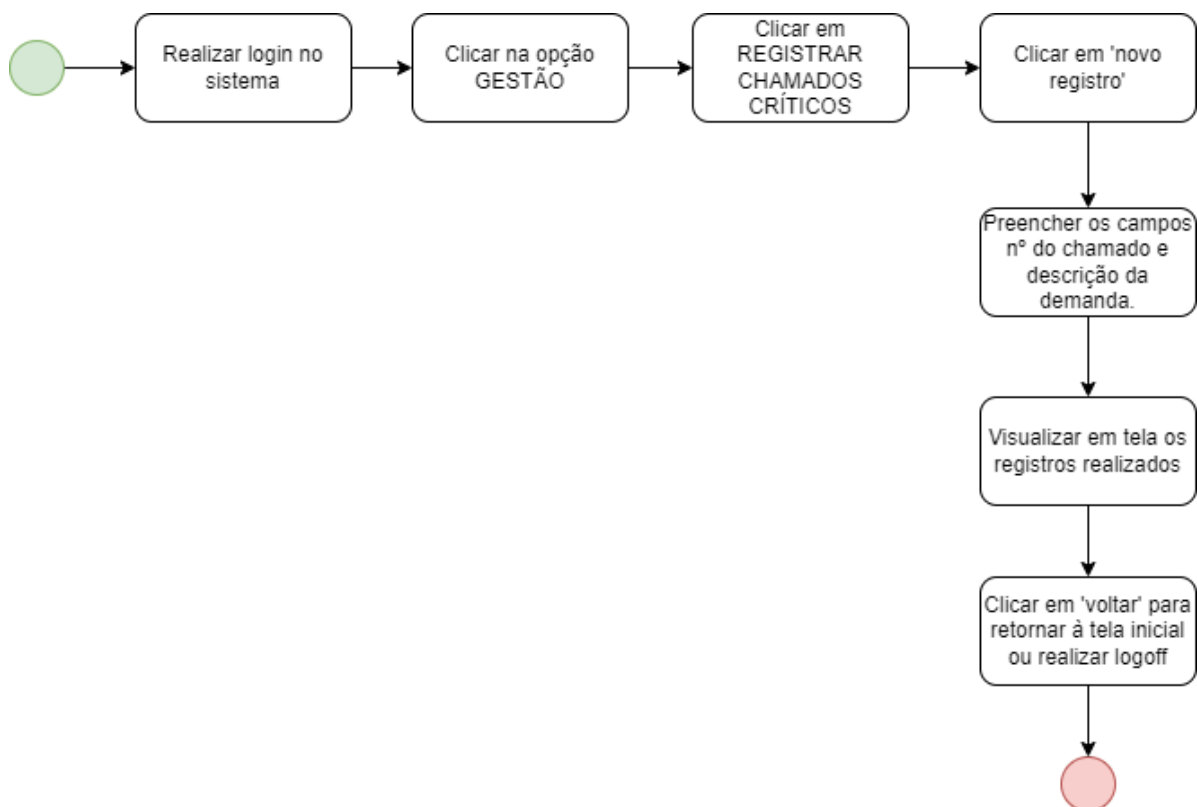 Realizar login no
sistema
Clicar na opção
GESTÃO
Clicar em
REGISTRAR
CHAMADOS
CRÍTICOS
Clicar em 'novo
registro'
Preencher os campos
nº do chamado e
descrição da
demanda.
Visualizar em tela os
registros realizados
Clicar em 'voltar' para
retornar à tela inicial
ou realizar logoff